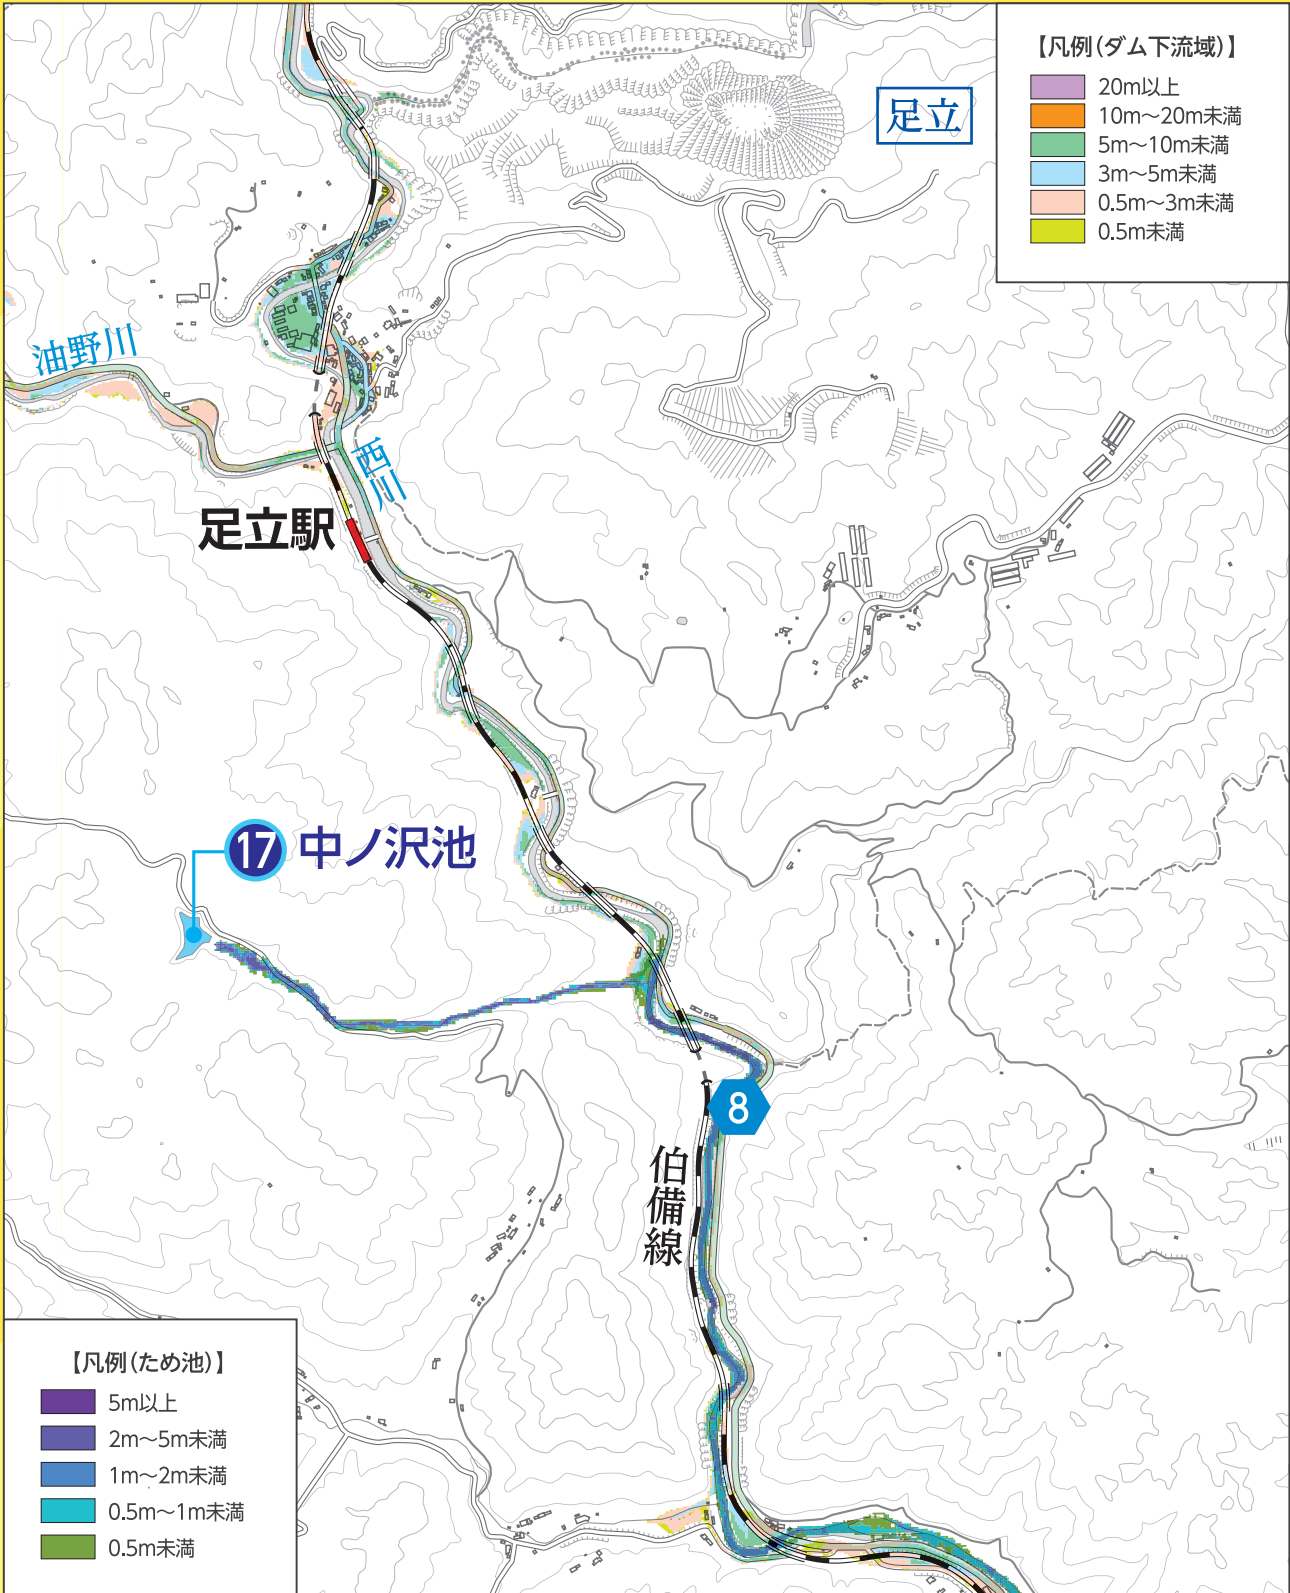 【凡例(ダム下流域)】
20m以上
10m～20m未満
5m～10m未満
3m～5m未満
0.5m～3m未満
0.5m未満
足立
油野川
西川
足立駅
17 中ノ沢池
8
伯備線
【凡例(ため池)】
5m以上
2m～5m未満
1m～2m未満
0.5m～1m未満
0.5m未満